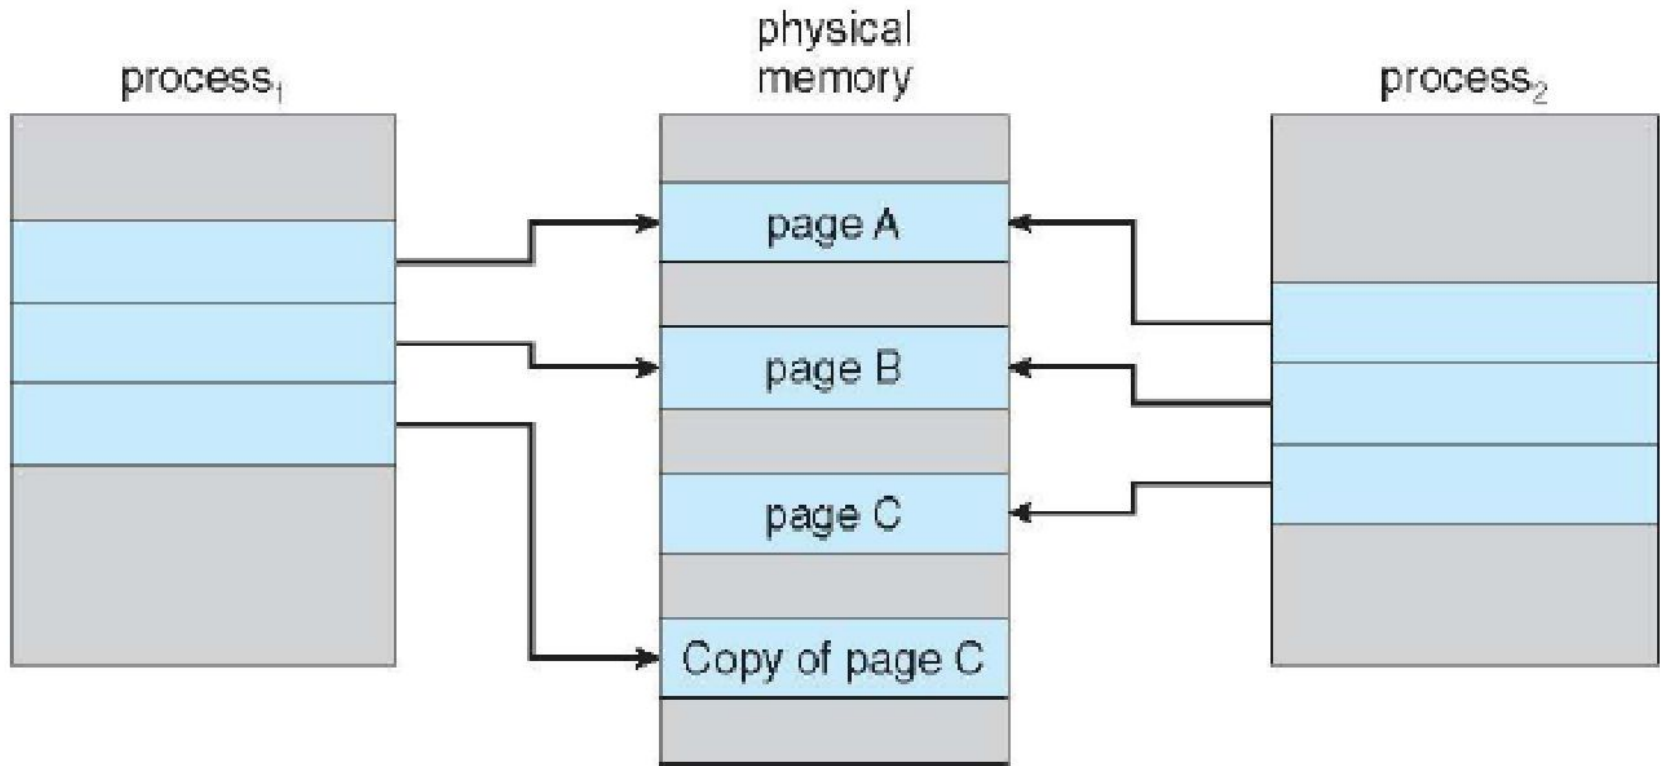 process₁
physical
memory
process₂
page A
page B
page C
Copy of page C